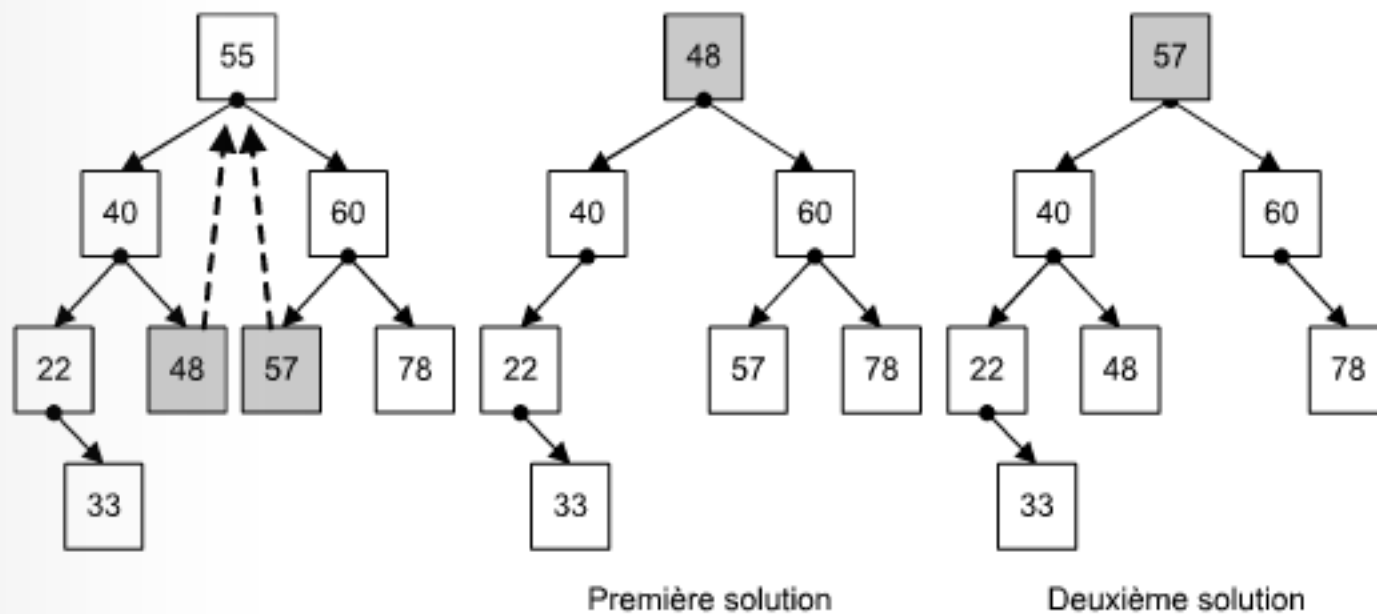 55 48 57
40 60 40 60 40 60
22 48 57 78 22 57 78 22 48 78
33 33 33
Première solution Deuxième solution